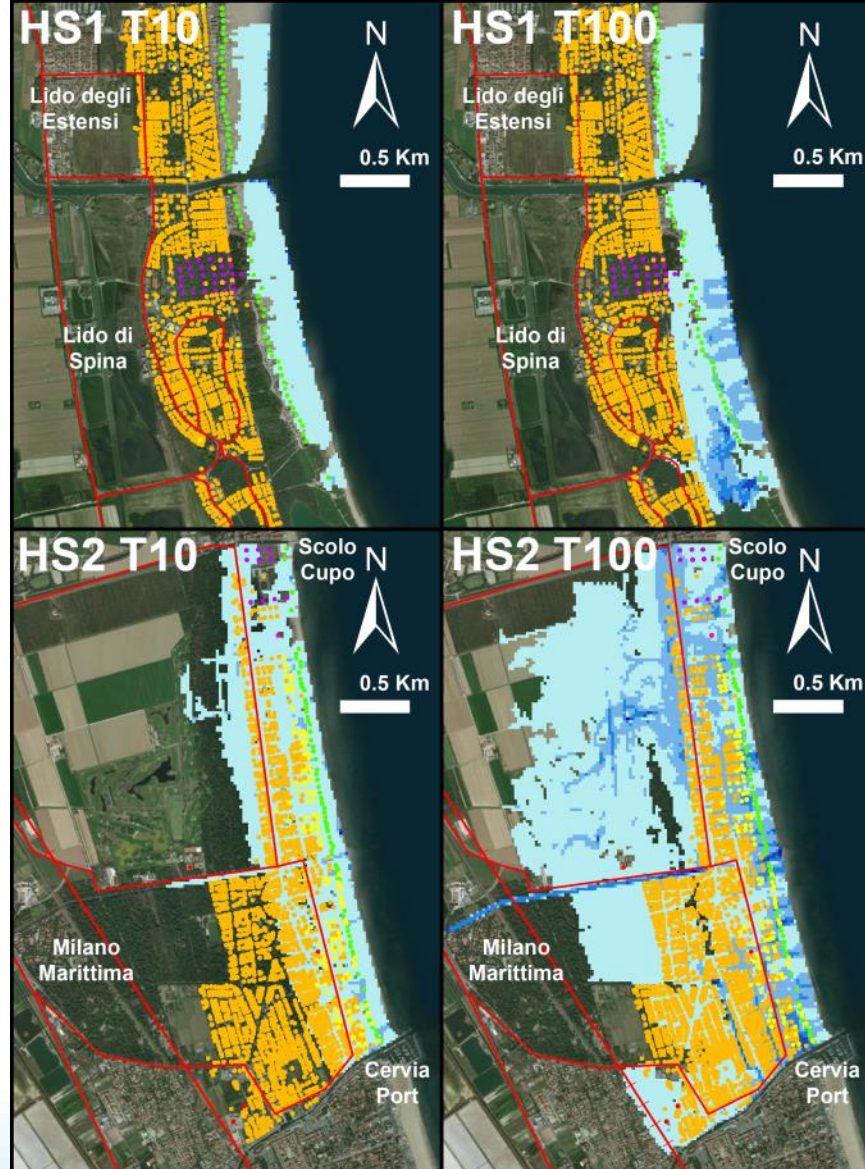 HS1 T10
N
Lido degli
Estensi
0.5 Km
Lido di
Spina
HS1 T100
N
Lido degli
Estensi
0.5 Km
Lido di
Spina
HS2 T10
Scolo
Cupo
N
0.5 Km
Milano
Marittima
Cervia
Port
HS2 T100
Scolo
Cupo
N
0.5 Km
Milano
Marittima
Cervia
Port